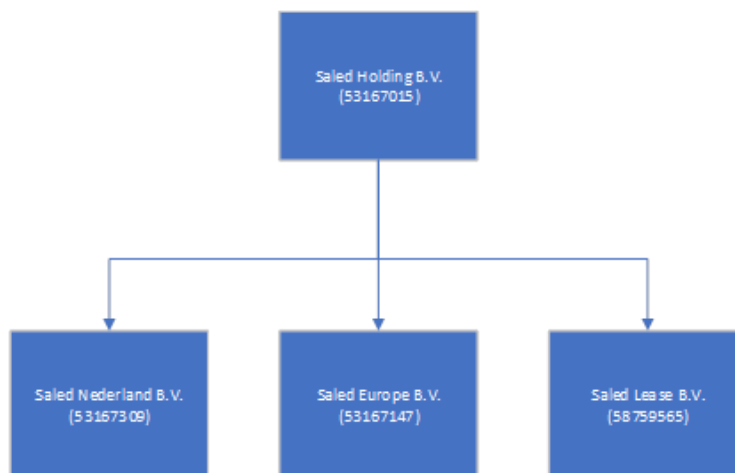 Saled Holding B.V.
(53167015)
Saled Nederland B.V.
(53167309)
Saled Europe B.V.
(53167147)
Saled Lease B.V.
(58759565)